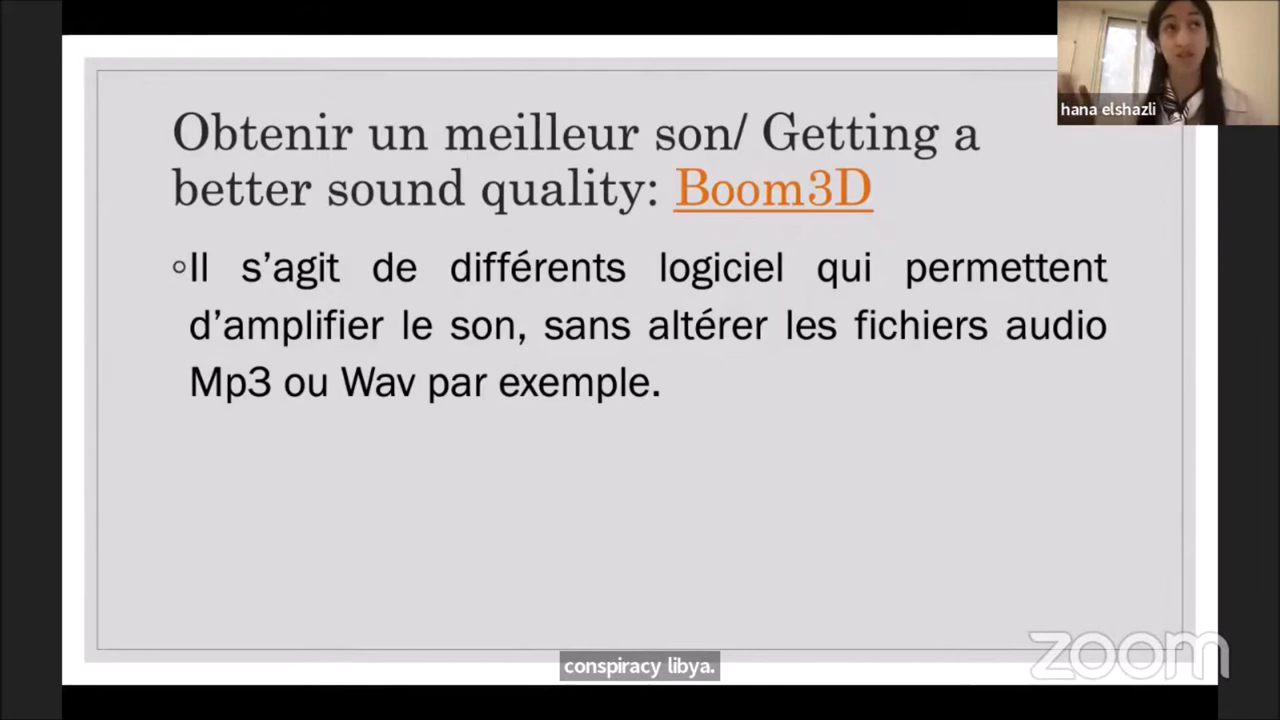 hana elshazli
Obtenir un meilleur son/ Getting a
better sound quality: Boom3D
◦Il s’agit de différents logiciel qui permettent
d’amplifier le son, sans altérer les fichiers audio
Mp3 ou Wav par exemple.
zoom
conspiracy libya.